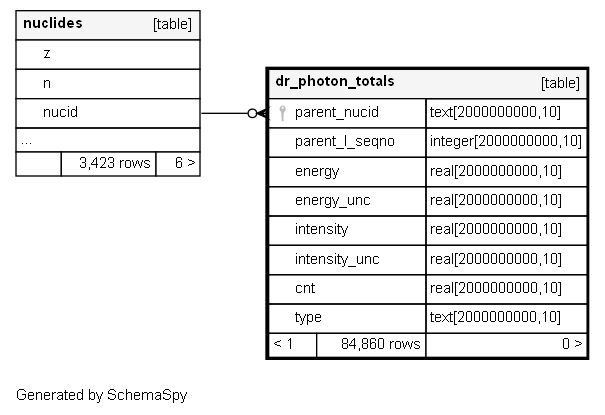 nuclides [table]
z
n
nucid
...
3,423 rows 6 >
dr_photon_totals [table]
parent_nucid text[2000000000,10]
parent_l_seqno integer[2000000000,10]
energy real[2000000000,10]
energy_unc real[2000000000,10]
intensity real[2000000000,10]
intensity_unc real[2000000000,10]
cnt real[2000000000,10]
type text[2000000000,10]
< 1 84,860 rows 0 >
Generated by SchemaSpy